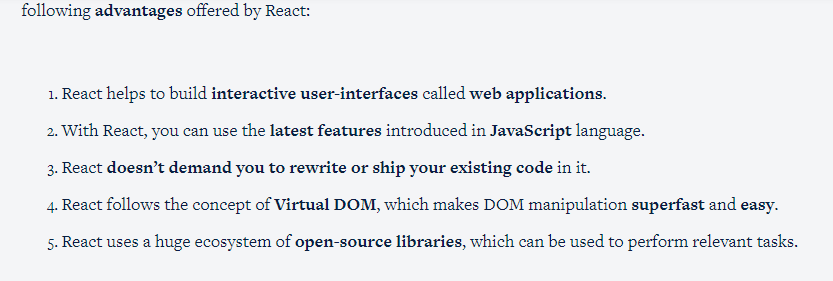 following advantages offered by React:
1. React helps to build interactive user-interfaces called web applications.
2. With React, you can use the latest features introduced in JavaScript language.
3. React doesn’t demand you to rewrite or ship your existing code in it.
4. React follows the concept of Virtual DOM, which makes DOM manipulation superfast and easy.
5. React uses a huge ecosystem of open-source libraries, which can be used to perform relevant tasks.